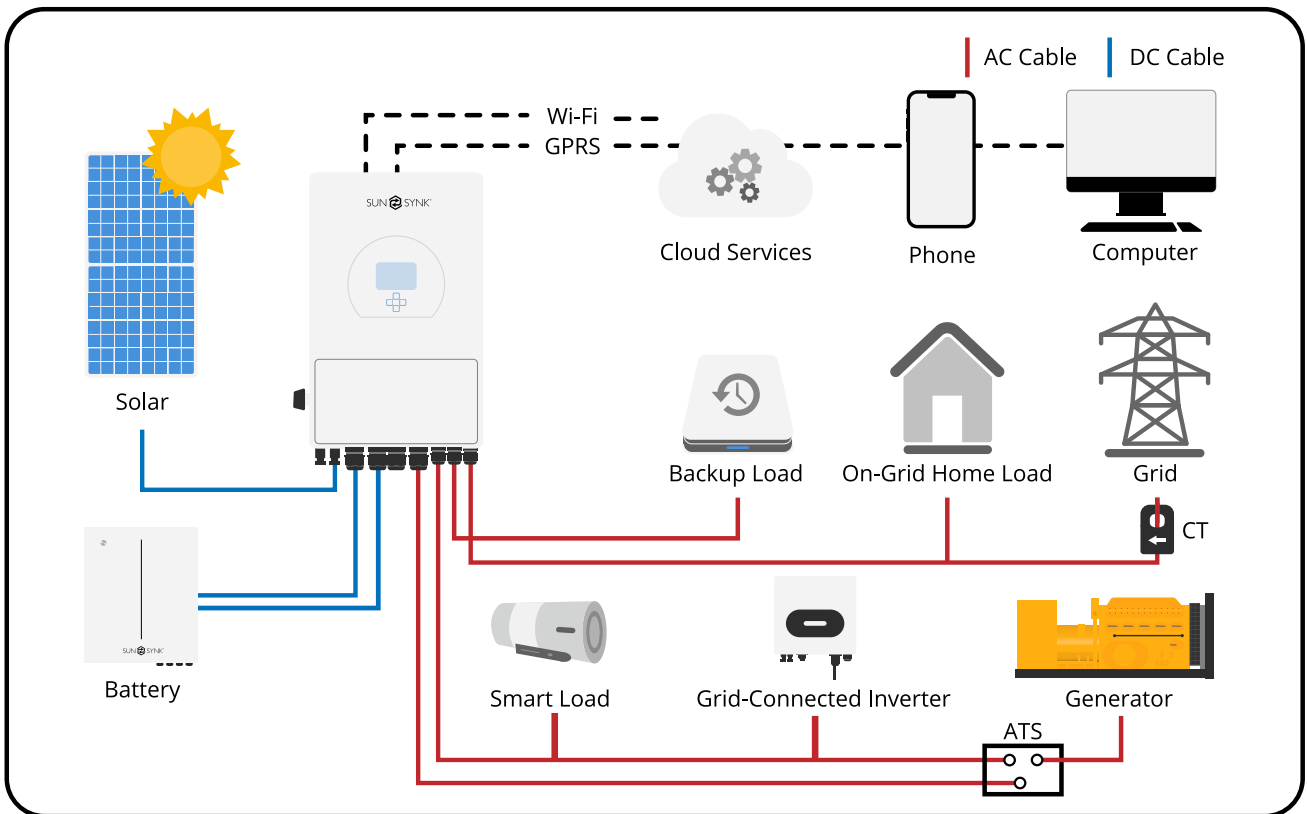 AC Cable
DC Cable
Wi-Fi
GPRS
SUN SYNK
Cloud Services
Phone
Computer
Solar
Backup Load
On-Grid Home Load
Grid
CT
SUN SYNK
Battery
Smart Load
Grid-Connected Inverter
Generator
ATS